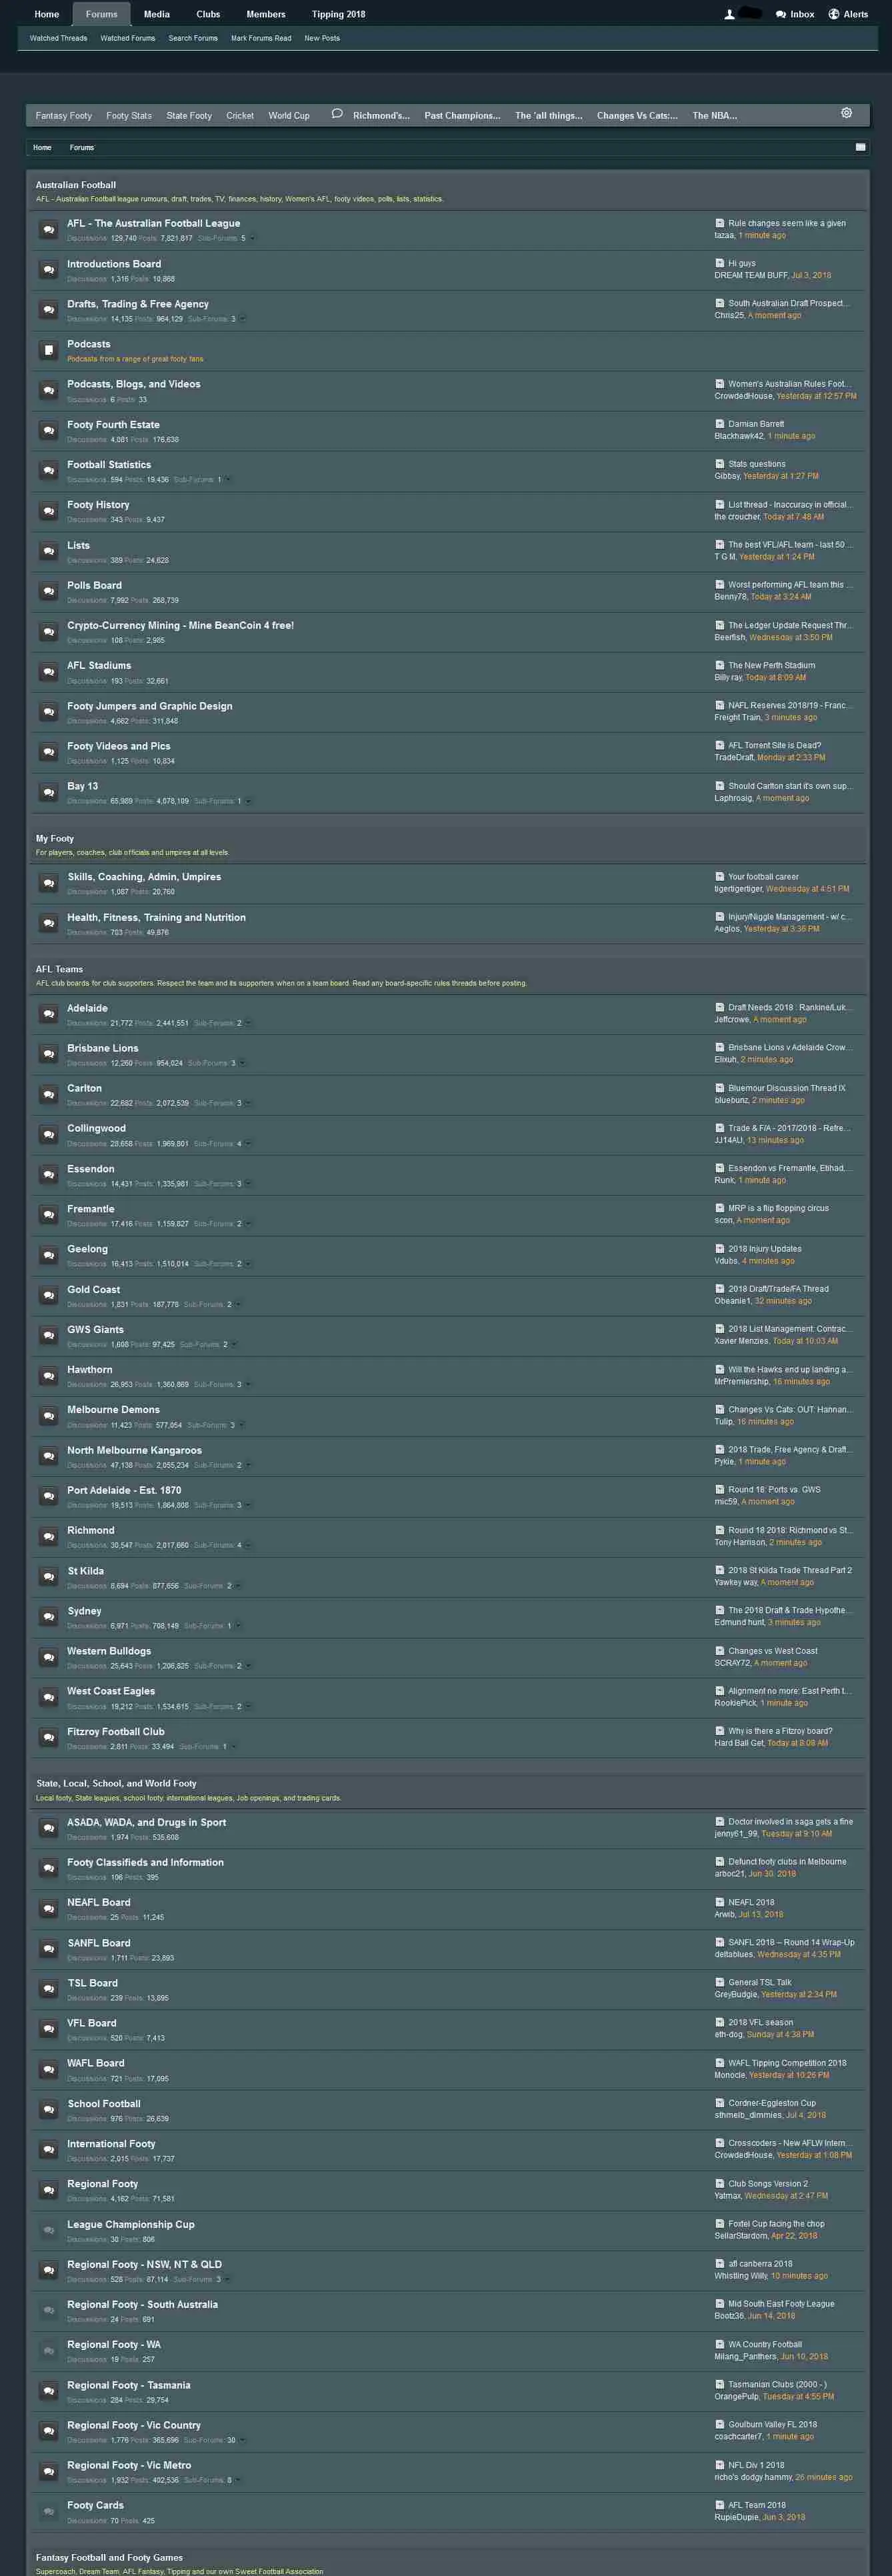 Home Forums Media Clubs Members Tipping 2018 Inbox Alerts
Watched Threads Watched Forums Search Forums Mark Forums Read New Posts
Fantasy Footy Footy Stats State Footy Cricket World Cup Richmond's... Past Champions... The 'all things... Changes Vs Cats:... The NBA...
Home Forums
Australian Football
AFL - Australian Football league rumours, draft, trades, TV, finances, history, Women's AFL, footy videos, polls, lists, statistics.
AFL - The Australian Football League Rule changes seem like a given
Discussions: 129,740 Posts: 7,821,817 Sub-Forums: 5 tazaa, 1 minute ago
Introductions Board Hi guys
Discussions: 1,316 Posts: 10,868 DREAM TEAM BUFF, Jul 3, 2018
Drafts, Trading & Free Agency South Australian Draft Prospect...
Discussions: 14,135 Posts: 964,129 Sub-Forums: 3 Chris25, A moment ago
Podcasts
Podcasts from a range of great footy fans
Podcasts, Blogs, and Videos Women's Australian Rules Foot...
Discussions: 6 Posts: 33 CrowdedHouse, Yesterday at 12:57 PM
Footy Fourth Estate Damian Barrett
Discussions: 4,081 Posts: 176,638 Blackhawk42, 1 minute ago
Football Statistics Stats questions
Discussions: 594 Posts: 19,436 Sub-Forums: 1 Gibbsy, Yesterday at 1:27 PM
Footy History List thread - Inaccuracy in official...
Discussions: 343 Posts: 9,437 the croucher, Today at 7:48 AM
Lists The best VFL/AFL team - last 50 ...
Discussions: 389 Posts: 24,628 T G M, Yesterday at 1:24 PM
Polls Board Worst performing AFL team this ...
Discussions: 7,992 Posts: 268,739 Benny78, Today at 3:24 AM
Crypto-Currency Mining - Mine BeanCoin 4 free! The Ledger Update Request Thr...
Discussions: 108 Posts: 2,985 Beerfish, Wednesday at 3:50 PM
AFL Stadiums The New Perth Stadium
Discussions: 193 Posts: 32,661 Billy ray, Today at 8:09 AM
Footy Jumpers and Graphic Design NAFL Reserves 2018/19 - Franc...
Discussions: 4,662 Posts: 311,848 Freight Train, 3 minutes ago
Footy Videos and Pics AFL Torrent Site is Dead?
Discussions: 1,125 Posts: 10,834 TradeDraft, Monday at 2:33 PM
Bay 13 Should Carlton start it's own sup...
Discussions: 65,989 Posts: 4,078,109 Sub-Forums: 1 Laphroaig, A moment ago
My Footy
For players, coaches, club officials and umpires at all levels.
Skills, Coaching, Admin, Umpires Your football career
Discussions: 1,087 Posts: 20,760 tigertigertiger, Wednesday at 4:51 PM
Health, Fitness, Training and Nutrition Injury/Niggle Management - w/ c...
Discussions: 783 Posts: 49,876 Aeglos, Yesterday at 3:36 PM
AFL Teams
AFL club boards for club supporters. Respect the team and its supporters when on a team board. Read any board-specific rules threads before posting.
Adelaide Draft Needs 2018 : Rankine/Luk...
Discussions: 21,772 Posts: 2,441,551 Sub-Forums: 2 Jeffcrowe, A moment ago
Brisbane Lions Brisbane Lions v Adelaide Crow...
Discussions: 12,260 Posts: 954,024 Sub-Forums: 3 Elixuh, 2 minutes ago
Carlton Bluemour Discussion Thread IX
Discussions: 22,682 Posts: 2,072,539 Sub-Forums: 3 bluebunz, 2 minutes ago
Collingwood Trade & F/A - 2017/2018 - Refre...
Discussions: 28,658 Posts: 1,969,801 Sub-Forums: 4 JJ14AU!, 13 minutes ago
Essendon Essendon vs Fremantle, Etihad,...
Discussions: 14,431 Posts: 1,335,981 Sub-Forums: 3 Runk, 1 minute ago
Fremantle MRP is a flip flopping circus
Discussions: 17,416 Posts: 1,159,827 Sub-Forums: 2 scon, A moment ago
Geelong 2018 Injury Updates
Discussions: 16,413 Posts: 1,510,014 Sub-Forums: 2 Vdubs, 4 minutes ago
Gold Coast 2018 Draft/Trade/FA Thread
Discussions: 1,831 Posts: 187,778 Sub-Forums: 2 Obeanie1, 32 minutes ago
GWS Giants 2018 List Management: Contrac...
Discussions: 1,608 Posts: 97,425 Sub-Forums: 2 Xavier Menzies, Today at 10:03 AM
Hawthorn Will the Hawks end up landing a...
Discussions: 26,953 Posts: 1,360,869 Sub-Forums: 3 MrPremiership, 16 minutes ago
Melbourne Demons Changes Vs Cats: OUT: Hannan...
Discussions: 11,423 Posts: 577,054 Sub-Forums: 3 Tulip, 16 minutes ago
North Melbourne Kangaroos 2018 Trade, Free Agency & Draft...
Discussions: 47,138 Posts: 2,055,234 Sub-Forums: 2 Pykie, 1 minute ago
Port Adelaide - Est. 1870 Round 18: Ports vs. GWS
Discussions: 19,513 Posts: 1,864,808 Sub-Forums: 3 mic59, A moment ago
Richmond Round 18 2018: Richmond vs St...
Discussions: 30,547 Posts: 2,017,660 Sub-Forums: 4 Tony Harrison, 2 minutes ago
St Kilda 2018 St Kilda Trade Thread Part 2
Discussions: 8,694 Posts: 877,656 Sub-Forums: 2 Yawkey way, A moment ago
Sydney The 2018 Draft & Trade Hypothe...
Discussions: 6,971 Posts: 708,149 Sub-Forums: 1 Edmund hunt, 3 minutes ago
Western Bulldogs Changes vs West Coast
Discussions: 25,643 Posts: 1,206,825 Sub-Forums: 2 SCRAY72, A moment ago
West Coast Eagles Alignment no more: East Perth t...
Discussions: 19,212 Posts: 1,534,615 Sub-Forums: 2 RookiePick, 1 minute ago
Fitzroy Football Club Why is there a Fitzroy board?
Discussions: 2,811 Posts: 33,494 Sub-Forums: 1 Hard Ball Get, Today at 8:08 AM
State, Local, School, and World Footy
Local footy, State leagues, school footy, international leagues, Job openings, and trading cards.
ASADA, WADA, and Drugs in Sport Doctor involved in saga gets a fine
Discussions: 1,974 Posts: 535,608 jenny61_99, Tuesday at 9:10 AM
Footy Classifieds and Information Defunct footy clubs in Melbourne
Discussions: 106 Posts: 395 arboc21, Jun 30, 2018
NEAFL Board NEAFL 2018
Discussions: 25 Posts: 11,245 Arwib, Jul 13, 2018
SANFL Board SANFL 2018 -- Round 14 Wrap-Up
Discussions: 1,711 Posts: 23,893 deltablues, Wednesday at 4:35 PM
TSL Board General TSL Talk
Discussions: 239 Posts: 13,895 GreyBudgie, Yesterday at 2:34 PM
VFL Board 2018 VFL season
Discussions: 520 Posts: 7,413 eth-dog, Sunday at 4:38 PM
WAFL Board WAFL Tipping Competition 2018
Discussions: 721 Posts: 17,095 Monocle, Yesterday at 10:26 PM
School Football Cordner-Eggleston Cup
Discussions: 976 Posts: 26,639 sthmelb_dimmies, Jul 4, 2018
International Footy Crosscoders - New AFLW Intern...
Discussions: 2,015 Posts: 17,737 CrowdedHouse, Yesterday at 1:08 PM
Regional Footy Club Songs Version 2
Discussions: 4,162 Posts: 71,581 Yatmax, Wednesday at 2:47 PM
League Championship Cup Foxtel Cup facing the chop
Discussions: 30 Posts: 806 SellarStardom, Apr 22, 2018
Regional Footy - NSW, NT & QLD afl canberra 2018
Discussions: 528 Posts: 87,114 Sub-Forums: 3 Whistling Willy, 10 minutes ago
Regional Footy - South Australia Mid South East Footy League
Discussions: 24 Posts: 691 Bootz36, Jun 14, 2018
Regional Footy - WA WA Country Football
Discussions: 19 Posts: 257 Milang_Panthers, Jun 10, 2018
Regional Footy - Tasmania Tasmanian Clubs (2000 - )
Discussions: 284 Posts: 29,754 OrangePulp, Tuesday at 4:55 PM
Regional Footy - Vic Country Goulburn Valley FL 2018
Discussions: 1,776 Posts: 365,696 Sub-Forums: 30 coachcarter7, 1 minute ago
Regional Footy - Vic Metro NFL Div 1 2018
Discussions: 1,932 Posts: 402,536 Sub-Forums: 8 richo's dodgy hammy, 26 minutes ago
Footy Cards AFL Team 2018
Discussions: 70 Posts: 425 RupieDupie, Jun 3, 2018
Fantasy Football and Footy Games
Supercoach, Dream Team, AFL Fantasy, Tipping and our own Sweet Football Association